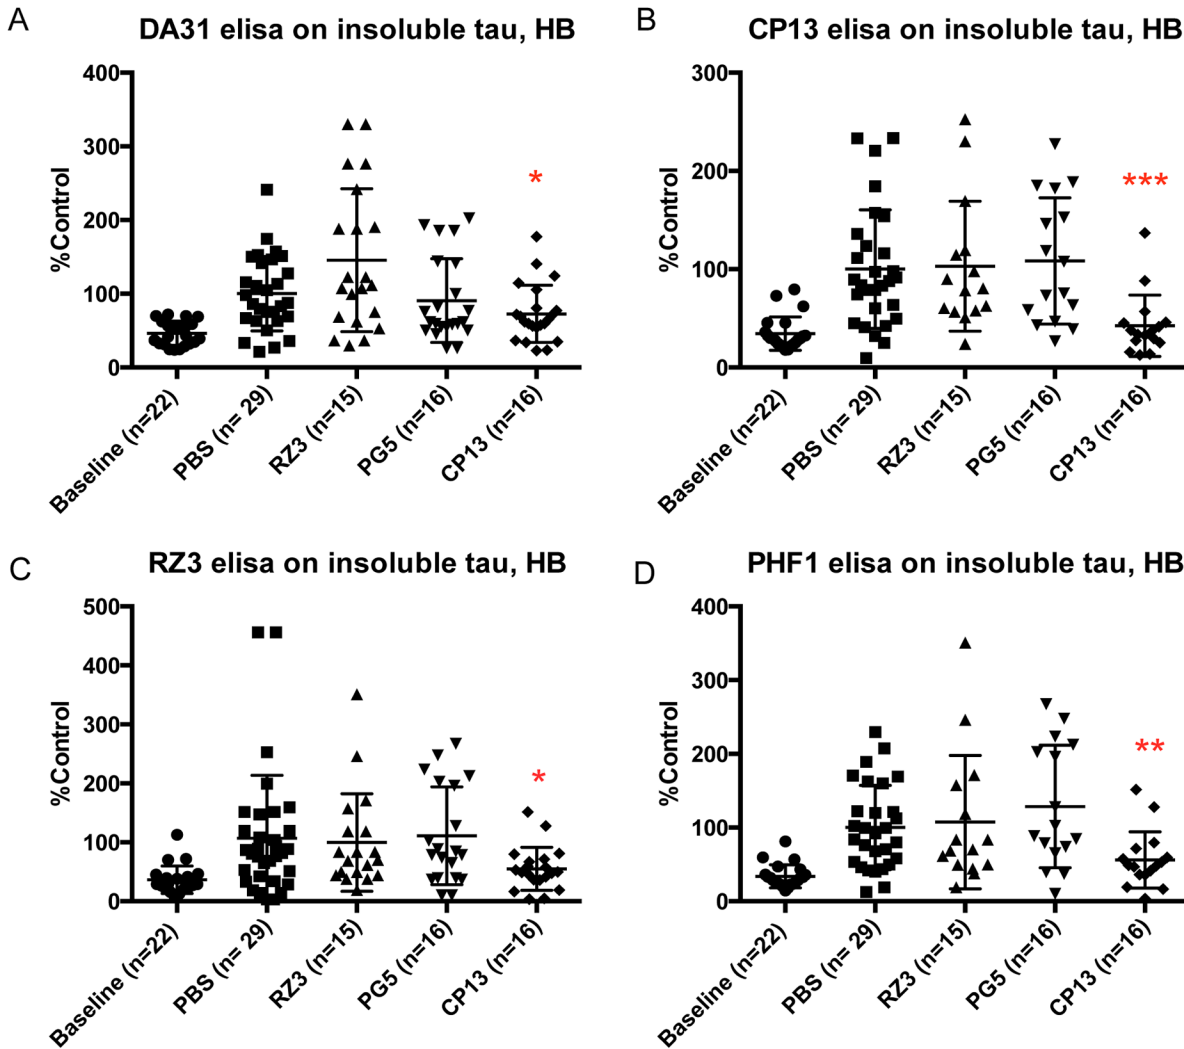 A
DA31 elisa on insoluble tau, HB
%Control
400
300
200
100
0
*
Baseline (n=22)
PBS (n= 29)
RZ3 (n=15)
PG5 (n=16)
CP13 (n=16)
B
CP13 elisa on insoluble tau, HB
%Control
300
200
100
0
***
Baseline (n=22)
PBS (n= 29)
RZ3 (n=15)
PG5 (n=16)
CP13 (n=16)
C
RZ3 elisa on insoluble tau, HB
%Control
500
400
300
200
100
0
*
Baseline (n=22)
PBS (n= 29)
RZ3 (n=15)
PG5 (n=16)
CP13 (n=16)
D
PHF1 elisa on insoluble tau, HB
%Control
400
300
200
100
0
**
Baseline (n=22)
PBS (n= 29)
RZ3 (n=15)
PG5 (n=16)
CP13 (n=16)